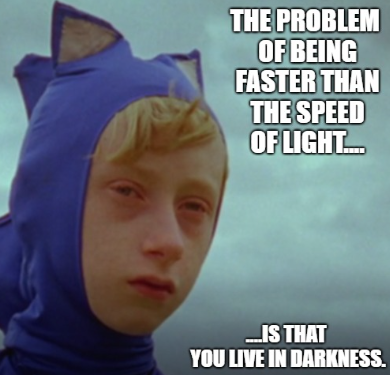 THE PROBLEM
OF BEING
FASTER THAN
THE SPEED
OF LIGHT....
....IS THAT
YOU LIVE IN DARKNESS.